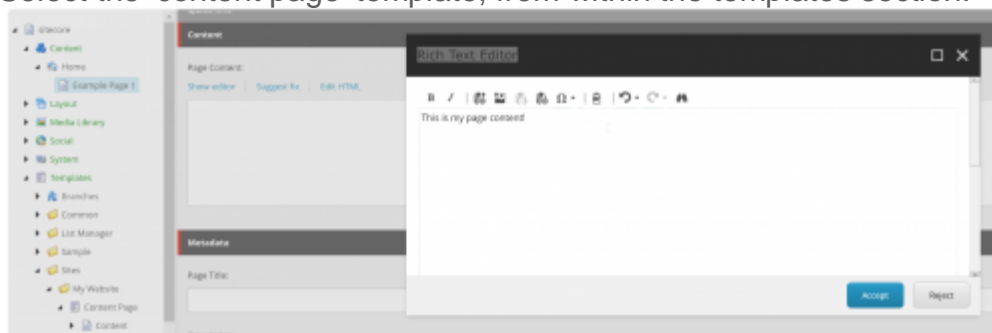 Select the 'content page' template, from within the templates section.
sitecore
Content
Home
Example Page 1
Layout
Media Library
Social
System
Templates
Branches
Common
List Manager
Sample
Sites
My Website
Content Page
Content
Content
Page Content:
Show editor
Suggest fix
Edit HTML
Metadata
Page Title:
Rich Text Editor
B I
This is my page content!
Accept
Reject